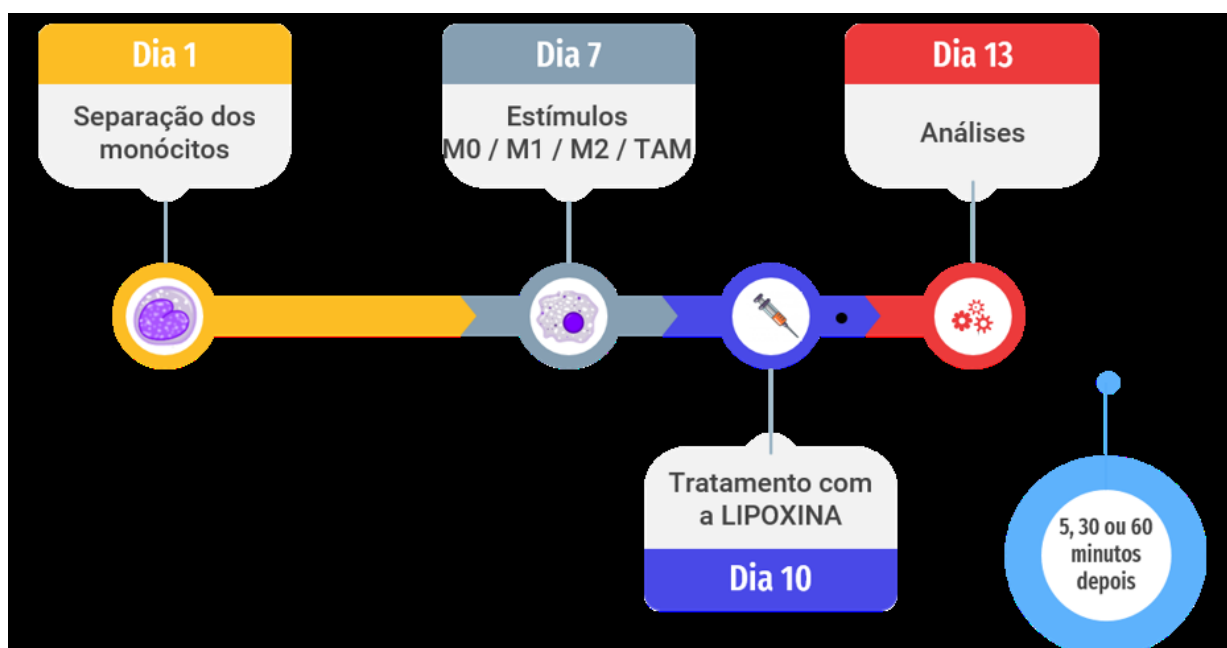 Dia 1
Separação dos
monócitos
Dia 7
Estímulos
M0 / M1 / M2 / TAM
Dia 13
Análises
Tratamento com
a LIPOXINA
Dia 10
5, 30 ou 60
minutos
depois